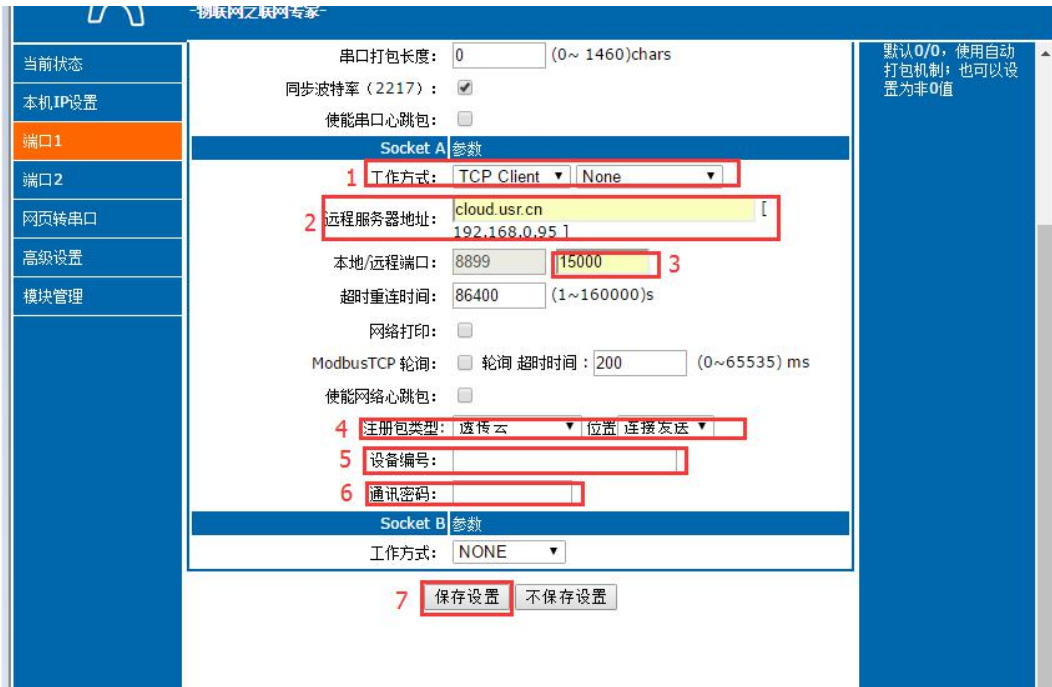 -物联网之联网专家-
当前状态
本机IP设置
端口1
端口2
网页转串口
高级设置
模块管理
串口打包长度: 0 (0~ 1460)chars
同步波特率（2217）:
使能串口心跳包:
Socket A 参数
1 工作方式: TCP Client ▼ None ▼
2 远程服务器地址: cloud.usr.cn [
192.168.0.95 ]
本地/远程端口: 8899 15000 3
超时重连时间: 86400 (1~160000)s
网络打印:
ModbusTCP 轮询: 轮询 超时时间 : 200 (0~65535) ms
使能网络心跳包:
4 注册包类型: 透传云 ▼ 位置 连接发送 ▼
5 设备编号:
6 通讯密码:
Socket B 参数
工作方式: NONE ▼
7 保存设置 不保存设置
默认0/0，使用自动
打包机制；也可以设
置为非0值